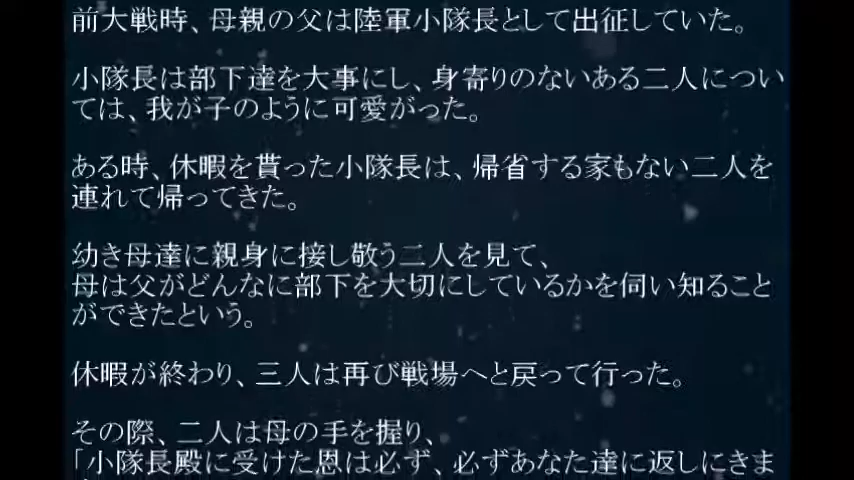 前大戦時、母親の父は陸軍小隊長として出征していた。
小隊長は部下達を大事にし、身寄りのないある二人につい
ては、我が子のように可愛がった。
ある時、休暇を貰った小隊長は、帰省する家もない二人を
連れて帰ってきた。
幼き母達に親身に接し敬う二人を見て、
母は父がどんなに部下を大切にしているかを伺い知ること
ができたという。
休暇が終わり、三人は再び戦場へと戻って行った。
その際、二人は母の手を握り、
「小隊長殿に受けた恩は必ず、必ずあなた達に返しにきま